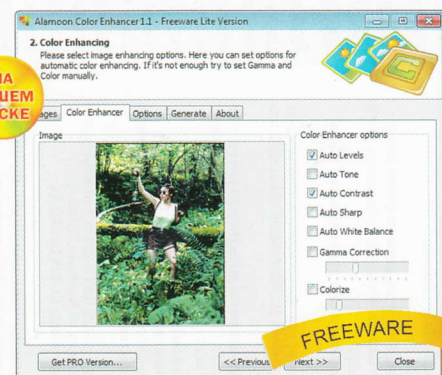 Alamoon Color Enhancer 1.1 - Freeware Lite Version
2. Color Enhancing
Please select image enhancing options. Here you can set options for
automatic color enhancing. If it's not enough try to set Gamma and
Color manually.
ages Color Enhancer Options Generate About
Image
Color Enhancer options
Auto Levels
Auto Tone
Auto Contrast
Auto Sharp
Auto White Balance
Gamma Correction
Colorize
FREEWARE
Get PRO Version...
<< Previous
Next >>
Close